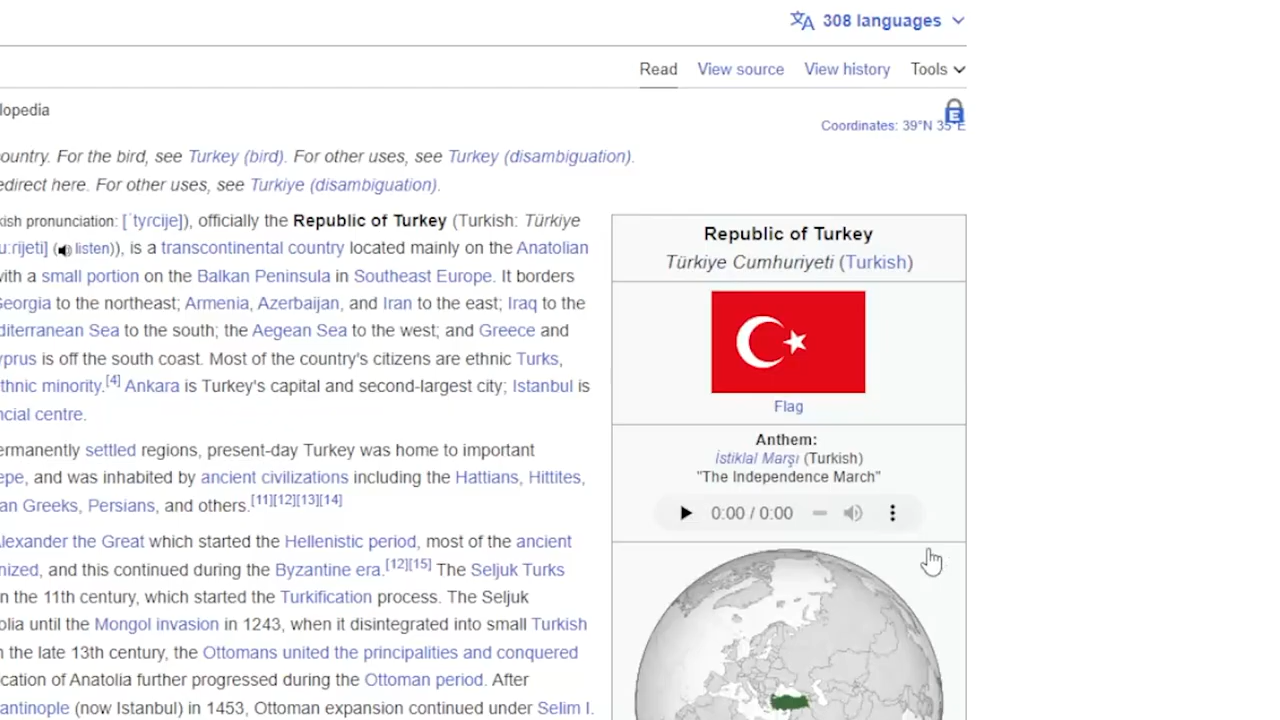 308 languages
Read View source View history Tools
lopedia
Coordinates: 39°N 35°E
ountry. For the bird, see Turkey (bird). For other uses, see Turkey (disambiguation).
edirect here. For other uses, see Turkiye (disambiguation).
kish pronunciation: [ˈtyɾcije]), officially the Republic of Turkey (Turkish: Türkiye
uːɾijeti] (listen)), is a transcontinental country located mainly on the Anatolian
with a small portion on the Balkan Peninsula in Southeast Europe. It borders
Georgia to the northeast; Armenia, Azerbaijan, and Iran to the east; Iraq to the
diterranean Sea to the south; the Aegean Sea to the west; and Greece and
yprus is off the south coast. Most of the country's citizens are ethnic Turks,
thnic minority.[4] Ankara is Turkey's capital and second-largest city; Istanbul is
ncial centre.
ermanently settled regions, present-day Turkey was home to important
epe, and was inhabited by ancient civilizations including the Hattians, Hittites,
an Greeks, Persians, and others.[11][12][13][14]
Alexander the Great which started the Hellenistic period, most of the ancient
nized, and this continued during the Byzantine era.[12][15] The Seljuk Turks
n the 11th century, which started the Turkification process. The Seljuk
olia until the Mongol invasion in 1243, when it disintegrated into small Turkish
n the late 13th century, the Ottomans united the principalities and conquered
cation of Anatolia further progressed during the Ottoman period. After
antinople (now Istanbul) in 1453, Ottoman expansion continued under Selim I.
Republic of Turkey
Türkiye Cumhuriyeti (Turkish)
Flag
Anthem:
İstiklal Marşı (Turkish)
"The Independence March"
0:00 / 0:00